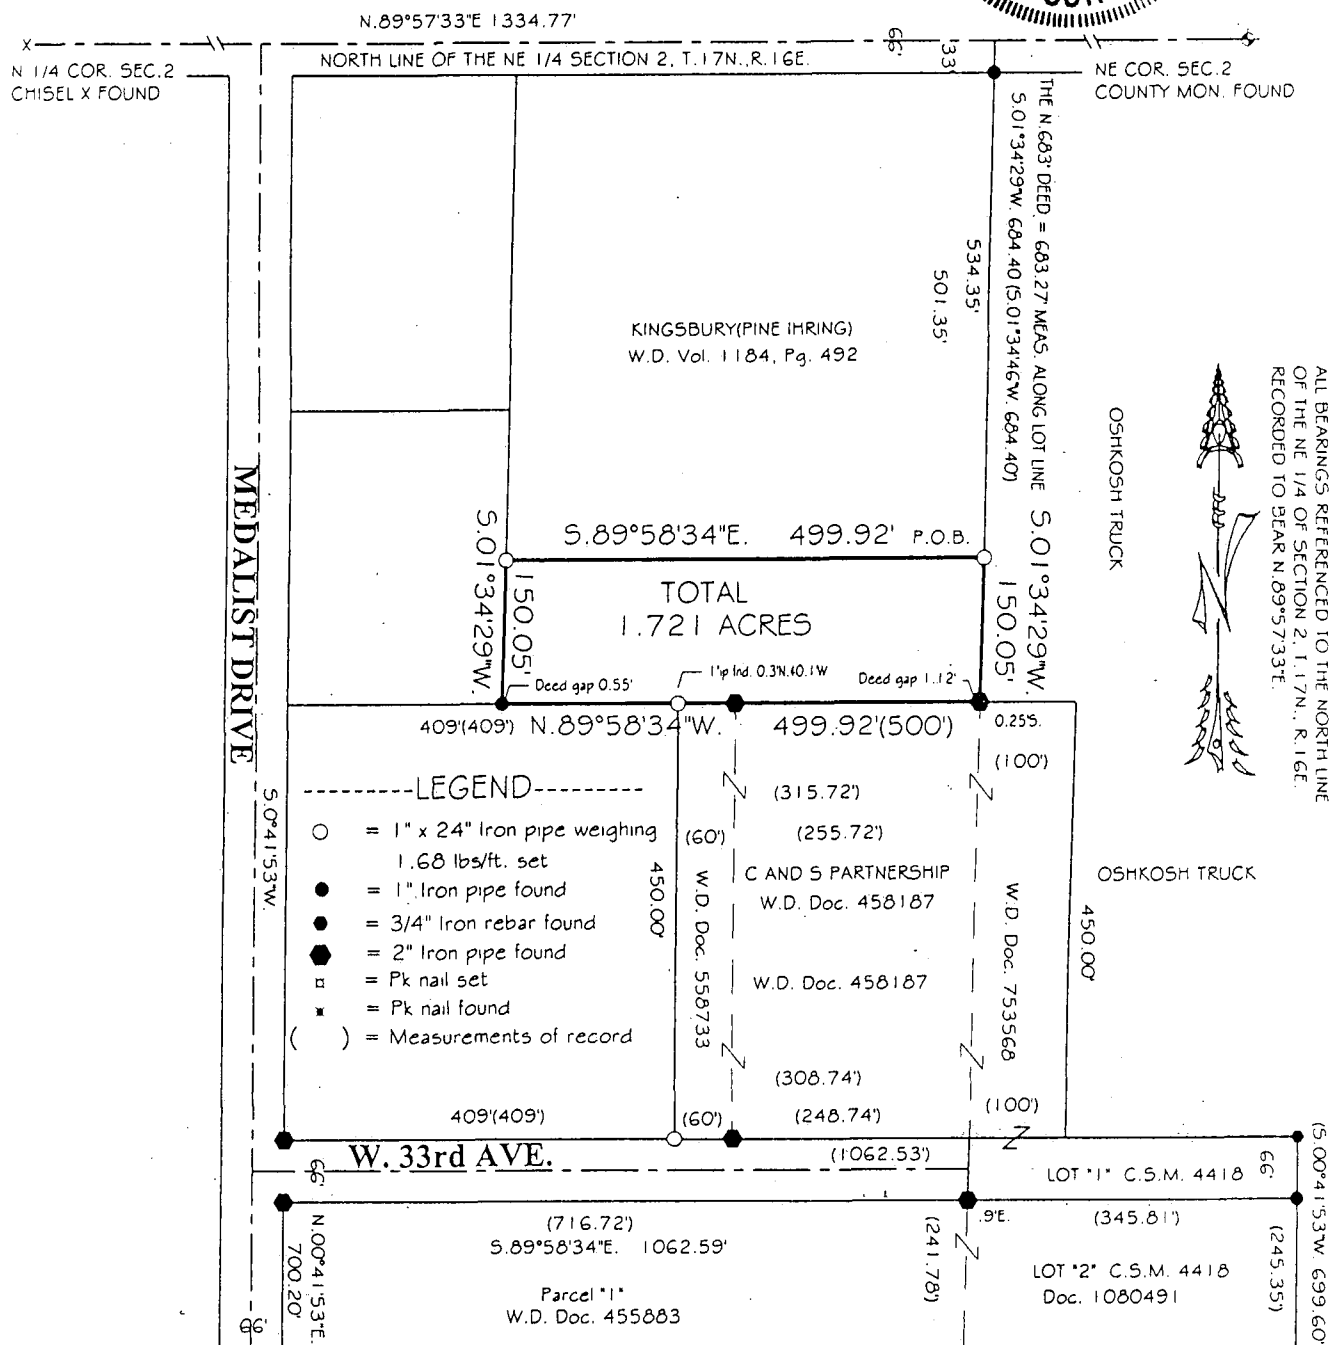 N.89°57'33"E 1334.77'
66'
33'
NORTH LINE OF THE NE 1/4 SECTION 2, T.17N.,R.16E.
N 1/4 COR. SEC.2
CHISEL X FOUND
NE COR. SEC.2
COUNTY MON. FOUND
THE N.683' DEED = 683.27' MEAS. ALONG LOT LINE
S.01°34'29"W. 684.40 (S.01°34'46"W. 684.40')
534.35'
501.35'
KINGSBURY(PINE IHRING)
W.D. Vol. 1184, Pg. 492
OSHKOSH TRUCK
ALL BEARINGS REFERENCED TO THE NORTH LINE
OF THE NE 1/4 OF SECTION 2, T.17N., R.16E.
RECORDED TO BEAR N.89°57'33"E.
MEDALIST DRIVE
S.0°41'53"W.
S.89°58'34"E. 499.92' P.O.B.
S.01°34'29"W.
150.05'
TOTAL
1.721 ACRES
S.01°34'29"W.
150.05'
Deed gap 0.55'
1"ip fnd. 0.3'N.&0.1'W
Deed gap 1.12'
409'(409') N.89°58'34"W. 499.92'(500')
0.25'S.
(100')
--------LEGEND--------
= 1" x 24" Iron pipe weighing
1.68 lbs/ft. set
= 1" Iron pipe found
= 3/4" Iron rebar found
= 2" Iron pipe found
= Pk nail set
= Pk nail found
( ) = Measurements of record
(315.72')
(60')
(255.72')
450.00'
W.D. Doc. 558733
C AND S PARTNERSHIP
W.D. Doc. 458187
W.D. Doc. 458187
W.D. Doc. 753568
450.00'
OSHKOSH TRUCK
(308.74')
409'(409')
(60')
(248.74')
(100')
W. 33rd AVE.
(1062.53')
66'
LOT "1" C.S.M. 4418
66'
(S.00°41'53"W. 699.60'
(716.72')
S.89°58'34"E. 1062.59'
.9'E.
(345.81')
N.00°41'53"E.
700.20'
(241.78')
(245.35')
Parcel "1"
W.D. Doc. 455883
LOT "2" C.S.M. 4418
Doc. 1080491
66'